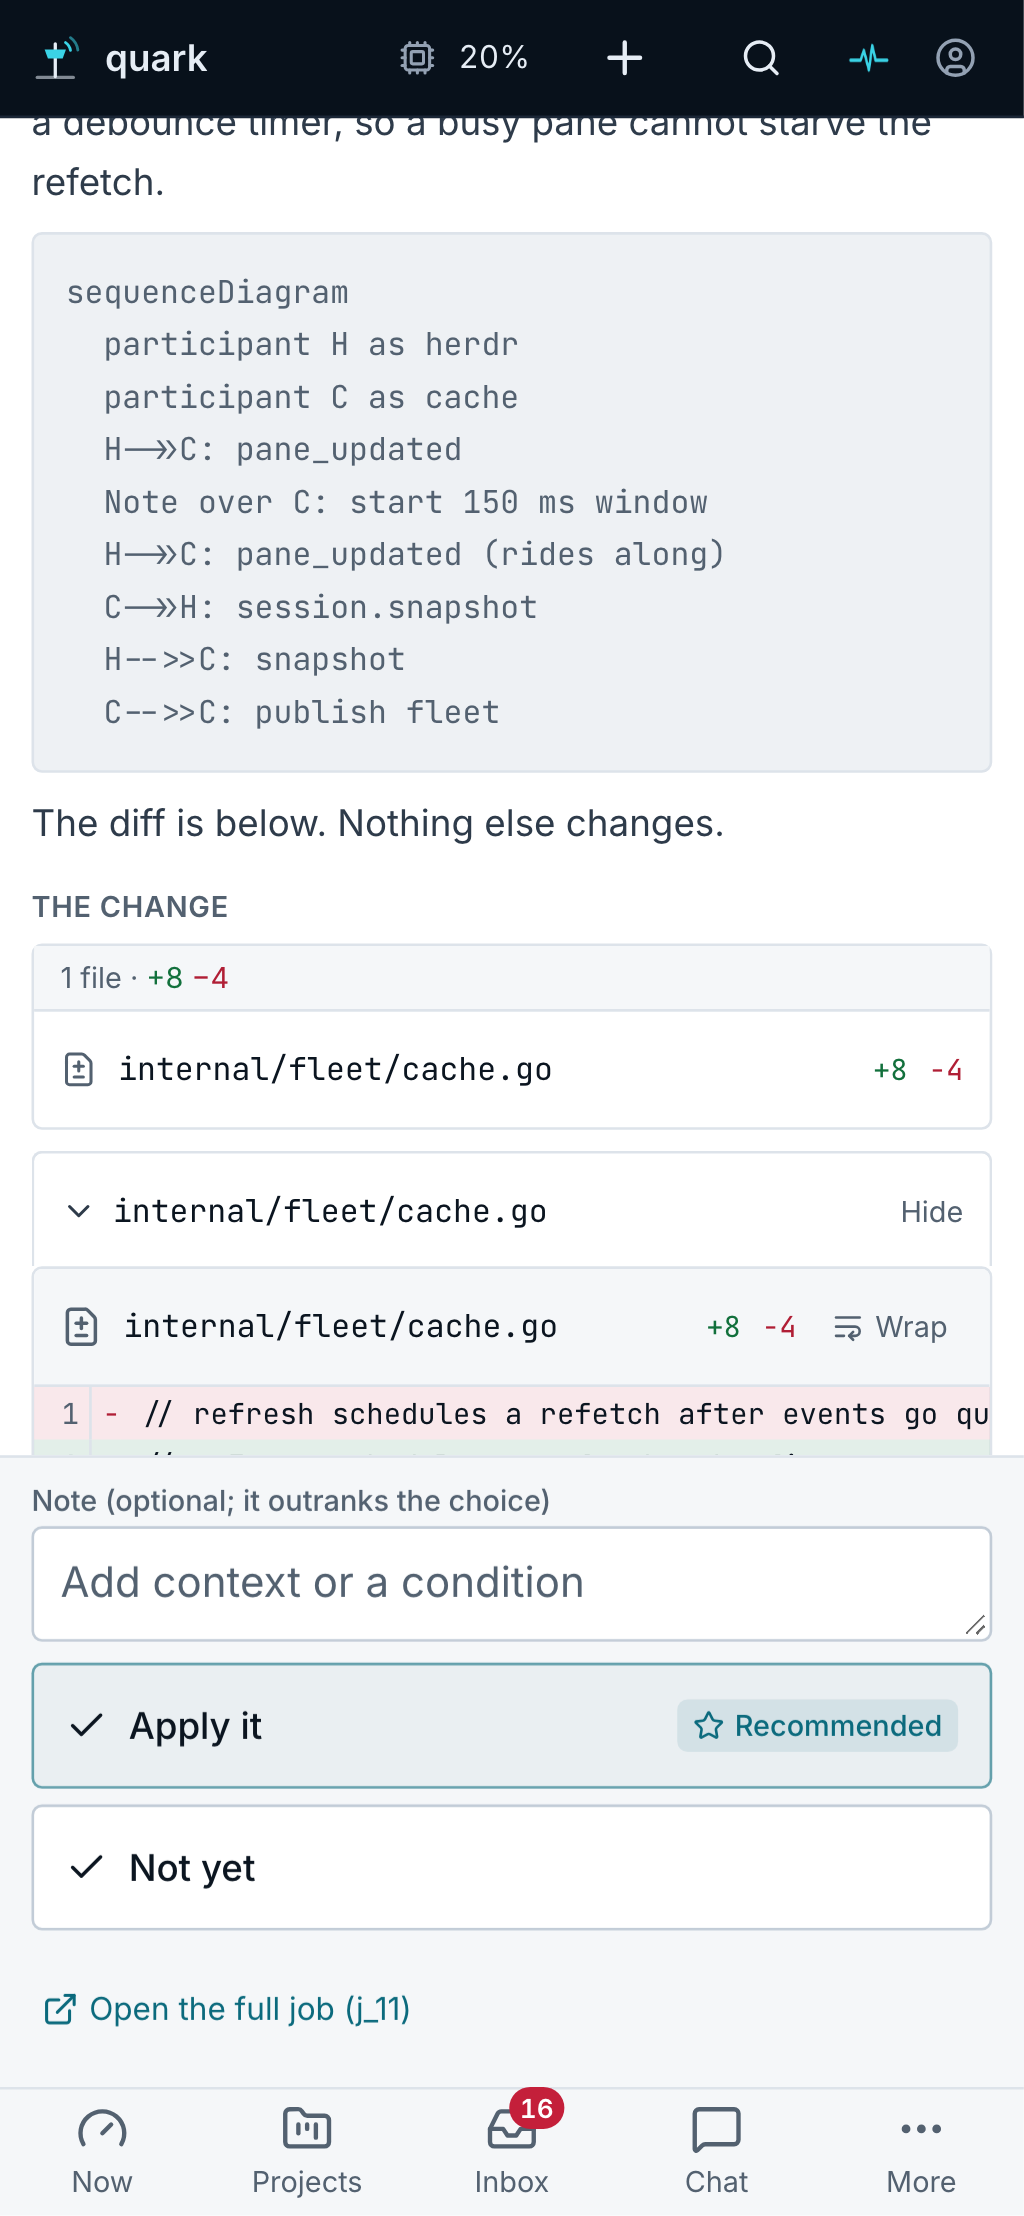 quark
20%
a debounce timer, so a busy pane cannot starve the
refetch.
sequenceDiagram
participant H as herdr
participant C as cache
H->>C: pane_updated
Note over C: start 150 ms window
H->>C: pane_updated (rides along)
C->>H: session.snapshot
H-->>C: snapshot
C-->>C: publish fleet
The diff is below. Nothing else changes.
THE CHANGE
1 file · +8 −4
internal/fleet/cache.go +8 -4
internal/fleet/cache.go Hide
internal/fleet/cache.go +8 -4 Wrap
1 - // refresh schedules a refetch after events go qu
Note (optional; it outranks the choice)
Add context or a condition
Apply it Recommended
Not yet
Open the full job (j_11)
16
Now Projects Inbox Chat More